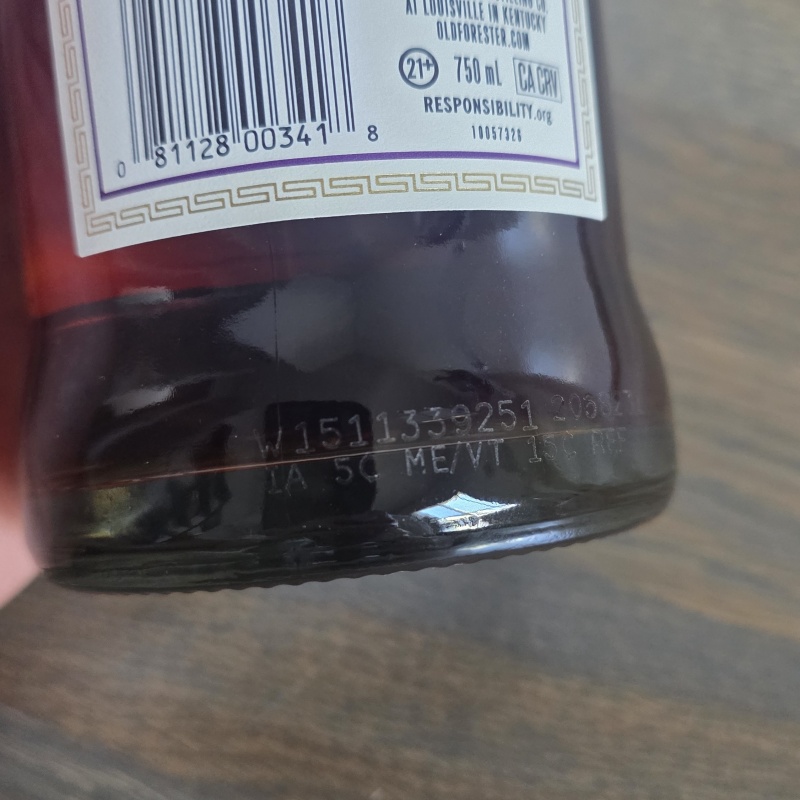 AT LOUISVILLE IN KENTUCKY
OLDFORESTER.COM
21+ 750 mL CA CRV
RESPONSIBILITY.org
10057328
0 81128 00341 8
W1511339251
1A 5C ME/VT 15C